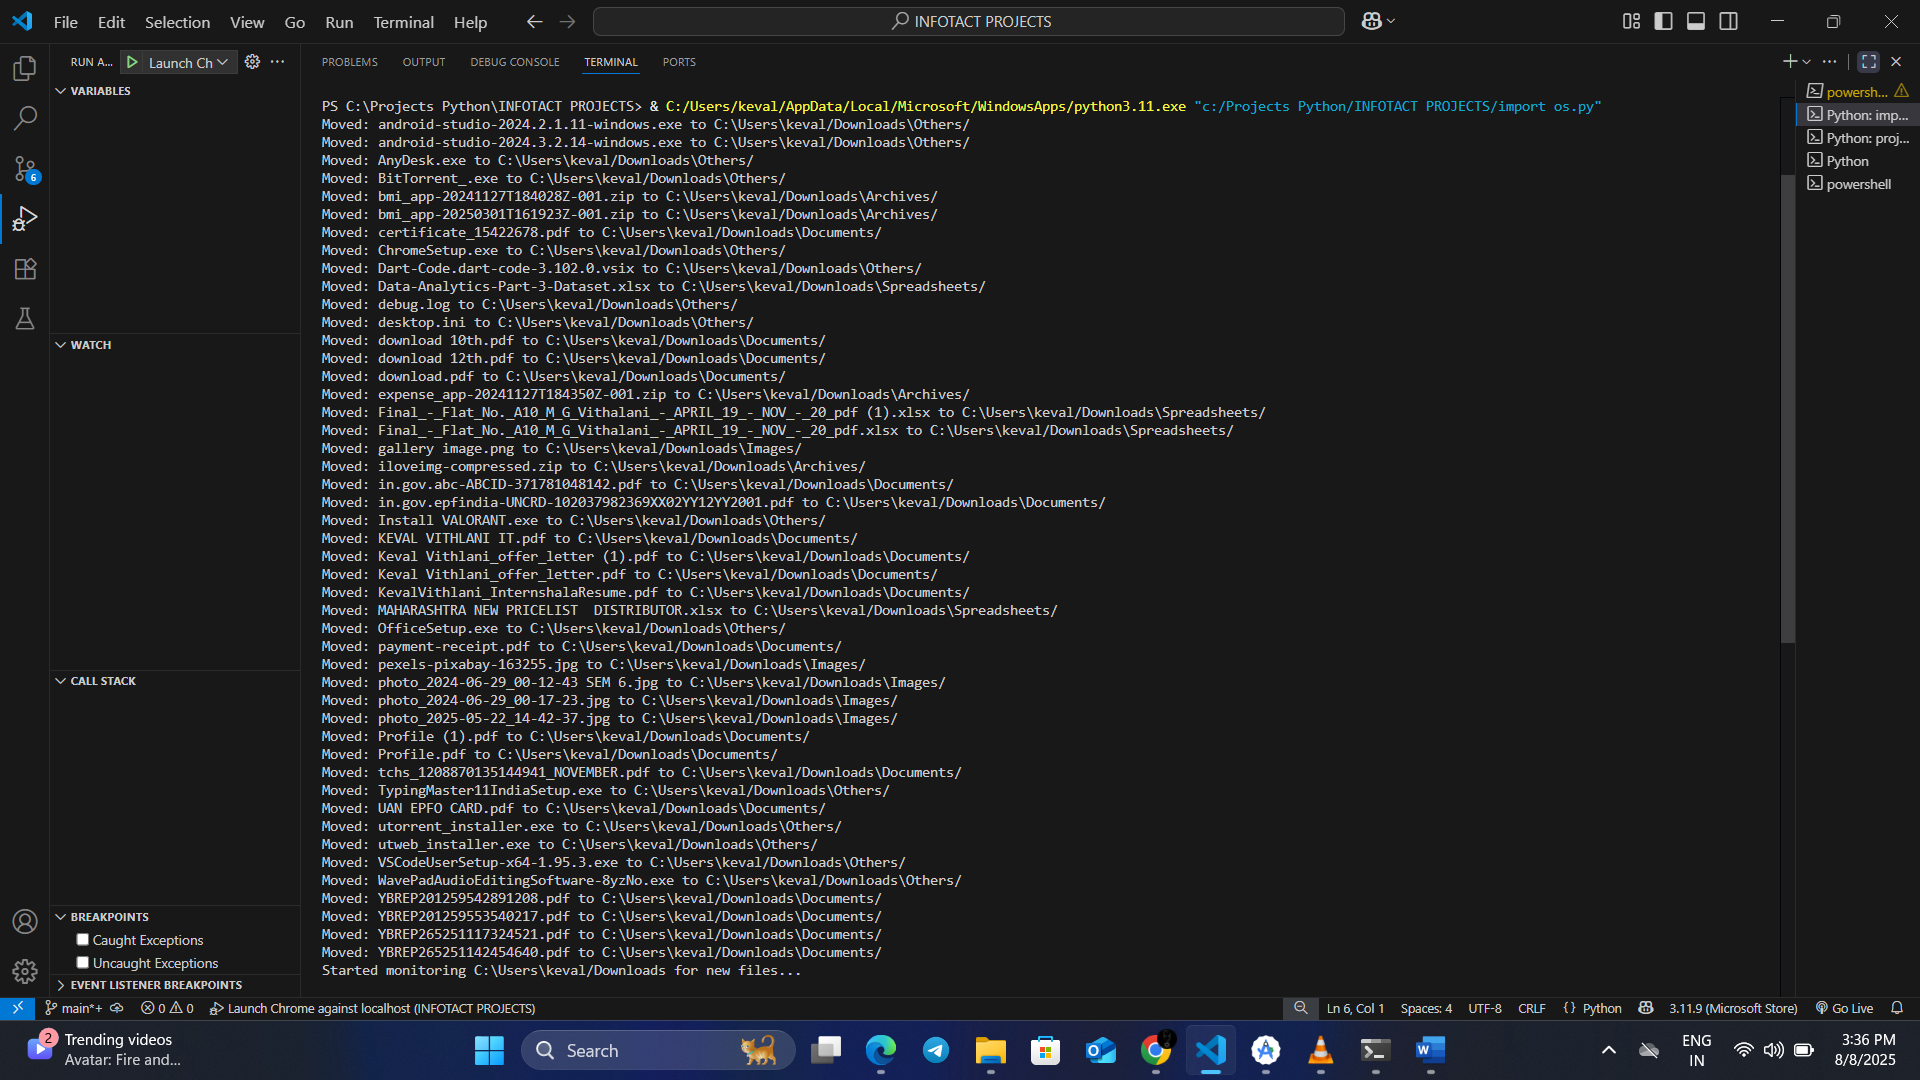 File Edit Selection View Go Run Terminal Help
INFOTACT PROJECTS
RUN A...
Launch Ch
VARIABLES
WATCH
CALL STACK
BREAKPOINTS
Caught Exceptions
Uncaught Exceptions
EVENT LISTENER BREAKPOINTS
6
PROBLEMS OUTPUT DEBUG CONSOLE TERMINAL PORTS
PS C:\Projects Python\INFOTACT PROJECTS> & C:/Users/keval/AppData/Local/Microsoft/WindowsApps/python3.11.exe "c:/Projects Python/INFOTACT PROJECTS/import os.py"
Moved: android-studio-2024.2.1.11-windows.exe to C:\Users\keval/Downloads\Others/
Moved: android-studio-2024.3.2.14-windows.exe to C:\Users\keval/Downloads\Others/
Moved: AnyDesk.exe to C:\Users\keval/Downloads\Others/
Moved: BitTorrent_.exe to C:\Users\keval/Downloads\Others/
Moved: bmi_app-20241127T184028Z-001.zip to C:\Users\keval/Downloads\Archives/
Moved: bmi_app-20250301T161923Z-001.zip to C:\Users\keval/Downloads\Archives/
Moved: certificate_15422678.pdf to C:\Users\keval/Downloads\Documents/
Moved: ChromeSetup.exe to C:\Users\keval/Downloads\Others/
Moved: Dart-Code.dart-code-3.102.0.vsix to C:\Users\keval/Downloads\Others/
Moved: Data-Analytics-Part-3-Dataset.xlsx to C:\Users\keval/Downloads\Spreadsheets/
Moved: debug.log to C:\Users\keval/Downloads\Others/
Moved: desktop.ini to C:\Users\keval/Downloads\Others/
Moved: download 10th.pdf to C:\Users\keval/Downloads\Documents/
Moved: download 12th.pdf to C:\Users\keval/Downloads\Documents/
Moved: download.pdf to C:\Users\keval/Downloads\Documents/
Moved: expense_app-20241127T184350Z-001.zip to C:\Users\keval/Downloads\Archives/
Moved: Final_-_Flat_No._A10_M_G_Vithalani_-_APRIL_19_-_NOV_-_20_pdf (1).xlsx to C:\Users\keval/Downloads\Spreadsheets/
Moved: Final_-_Flat_No._A10_M_G_Vithalani_-_APRIL_19_-_NOV_-_20_pdf.xlsx to C:\Users\keval/Downloads\Spreadsheets/
Moved: gallery image.png to C:\Users\keval/Downloads\Images/
Moved: iloveimg-compressed.zip to C:\Users\keval/Downloads\Archives/
Moved: in.gov.abc-ABCID-371781048142.pdf to C:\Users\keval/Downloads\Documents/
Moved: in.gov.epfindia-UNCRD-102037982369XX02YY12YY2001.pdf to C:\Users\keval/Downloads\Documents/
Moved: Install VALORANT.exe to C:\Users\keval/Downloads\Others/
Moved: KEVAL VITHLANI IT.pdf to C:\Users\keval/Downloads\Documents/
Moved: Keval Vithlani_offer_letter (1).pdf to C:\Users\keval/Downloads\Documents/
Moved: Keval Vithlani_offer_letter.pdf to C:\Users\keval/Downloads\Documents/
Moved: KevalVithlani_InternshalaResume.pdf to C:\Users\keval/Downloads\Documents/
Moved: MAHARASHTRA NEW PRICELIST  DISTRIBUTOR.xlsx to C:\Users\keval/Downloads\Spreadsheets/
Moved: OfficeSetup.exe to C:\Users\keval/Downloads\Others/
Moved: payment-receipt.pdf to C:\Users\keval/Downloads\Documents/
Moved: pexels-pixabay-163255.jpg to C:\Users\keval/Downloads\Images/
Moved: photo_2024-06-29_00-12-43 SEM 6.jpg to C:\Users\keval/Downloads\Images/
Moved: photo_2024-06-29_00-17-23.jpg to C:\Users\keval/Downloads\Images/
Moved: photo_2025-05-22_14-42-37.jpg to C:\Users\keval/Downloads\Images/
Moved: Profile (1).pdf to C:\Users\keval/Downloads\Documents/
Moved: Profile.pdf to C:\Users\keval/Downloads\Documents/
Moved: tchs_1208870135144941_NOVEMBER.pdf to C:\Users\keval/Downloads\Documents/
Moved: TypingMaster11IndiaSetup.exe to C:\Users\keval/Downloads\Others/
Moved: UAN EPFO CARD.pdf to C:\Users\keval/Downloads\Documents/
Moved: utorrent_installer.exe to C:\Users\keval/Downloads\Others/
Moved: utweb_installer.exe to C:\Users\keval/Downloads\Others/
Moved: VSCodeUserSetup-x64-1.95.3.exe to C:\Users\keval/Downloads\Others/
Moved: WavePadAudioEditingSoftware-8yzNo.exe to C:\Users\keval/Downloads\Others/
Moved: YBREP201259542891208.pdf to C:\Users\keval/Downloads\Documents/
Moved: YBREP201259553540217.pdf to C:\Users\keval/Downloads\Documents/
Moved: YBREP265251117324521.pdf to C:\Users\keval/Downloads\Documents/
Moved: YBREP265251142454640.pdf to C:\Users\keval/Downloads\Documents/
Started monitoring C:\Users\keval/Downloads for new files...
powersh...
Python: imp...
Python: proj...
Python
powershell
main*+ 0 0 Launch Chrome against localhost (INFOTACT PROJECTS) Ln 6, Col 1 Spaces: 4 UTF-8 CRLF {} Python 3.11.9 (Microsoft Store) Go Live
2
Trending videos
Avatar: Fire and...
Search
ENG
IN
3:36 PM
8/8/2025